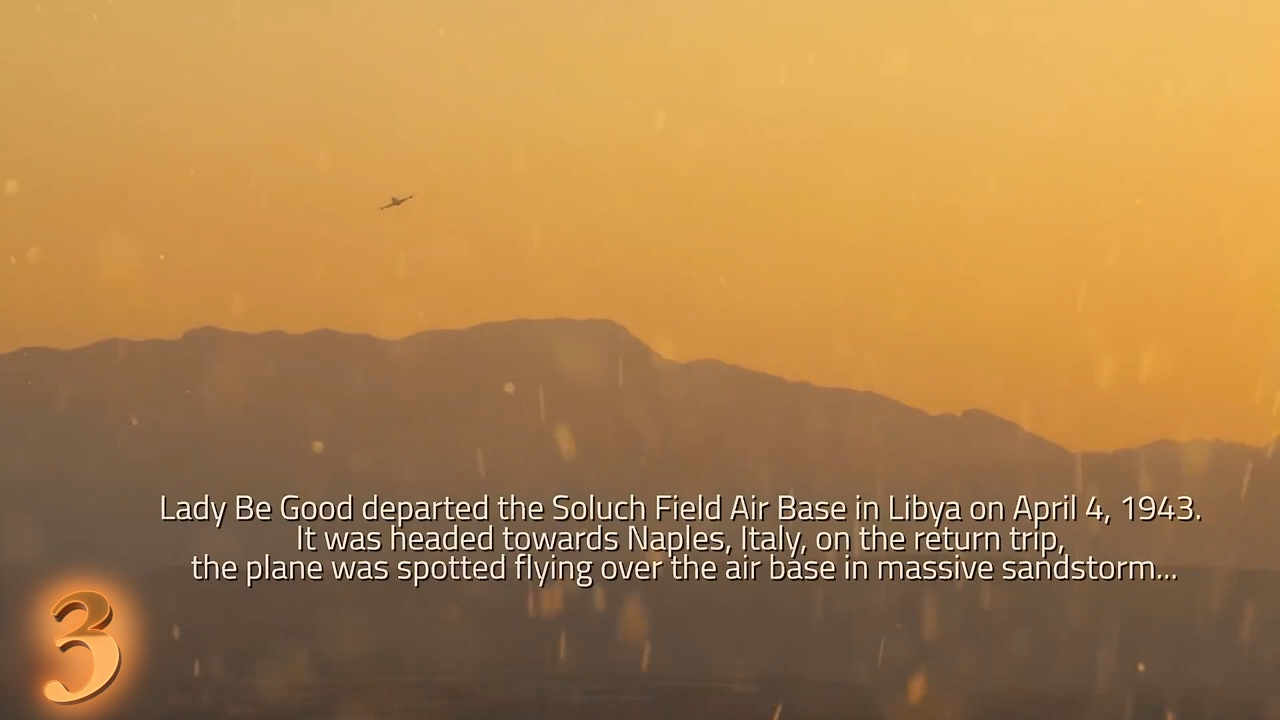 Lady Be Good departed the Soluch Field Air Base in Libya on April 4, 1943.
It was headed towards Naples, Italy, on the return trip,
the plane was spotted flying over the air base in massive sandstorm...
3